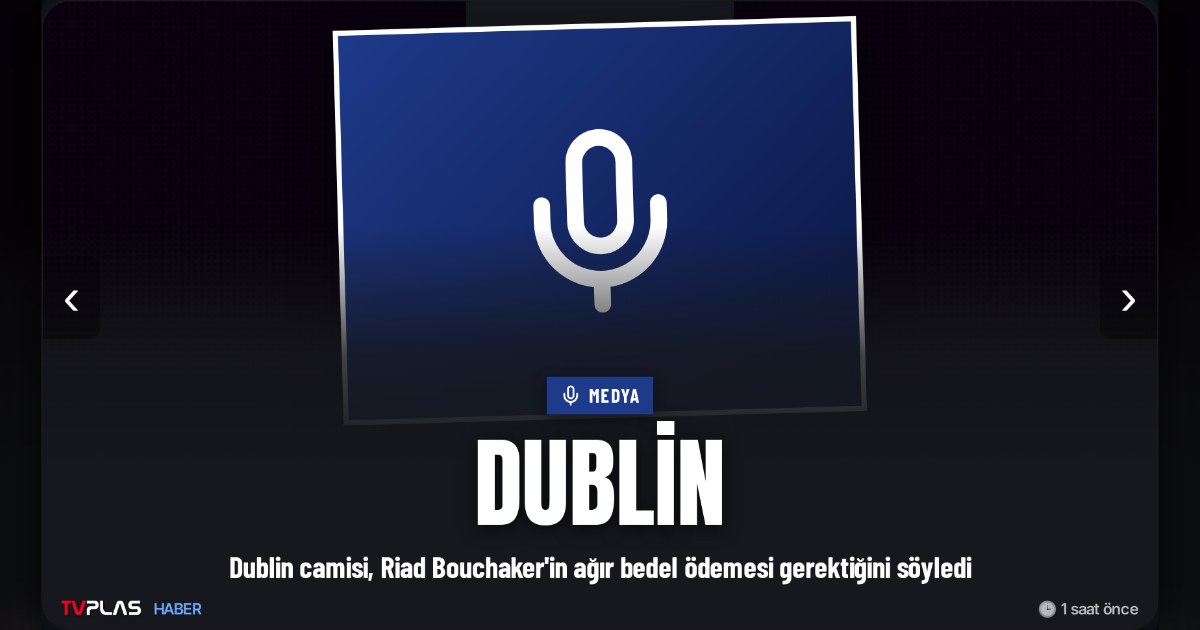 MEDYA
DUBLİN
Dublin camisi, Riad Bouchaker'in ağır bedel ödemesi gerektiğini söyledi
TVPLAS HABER
1 saat önce